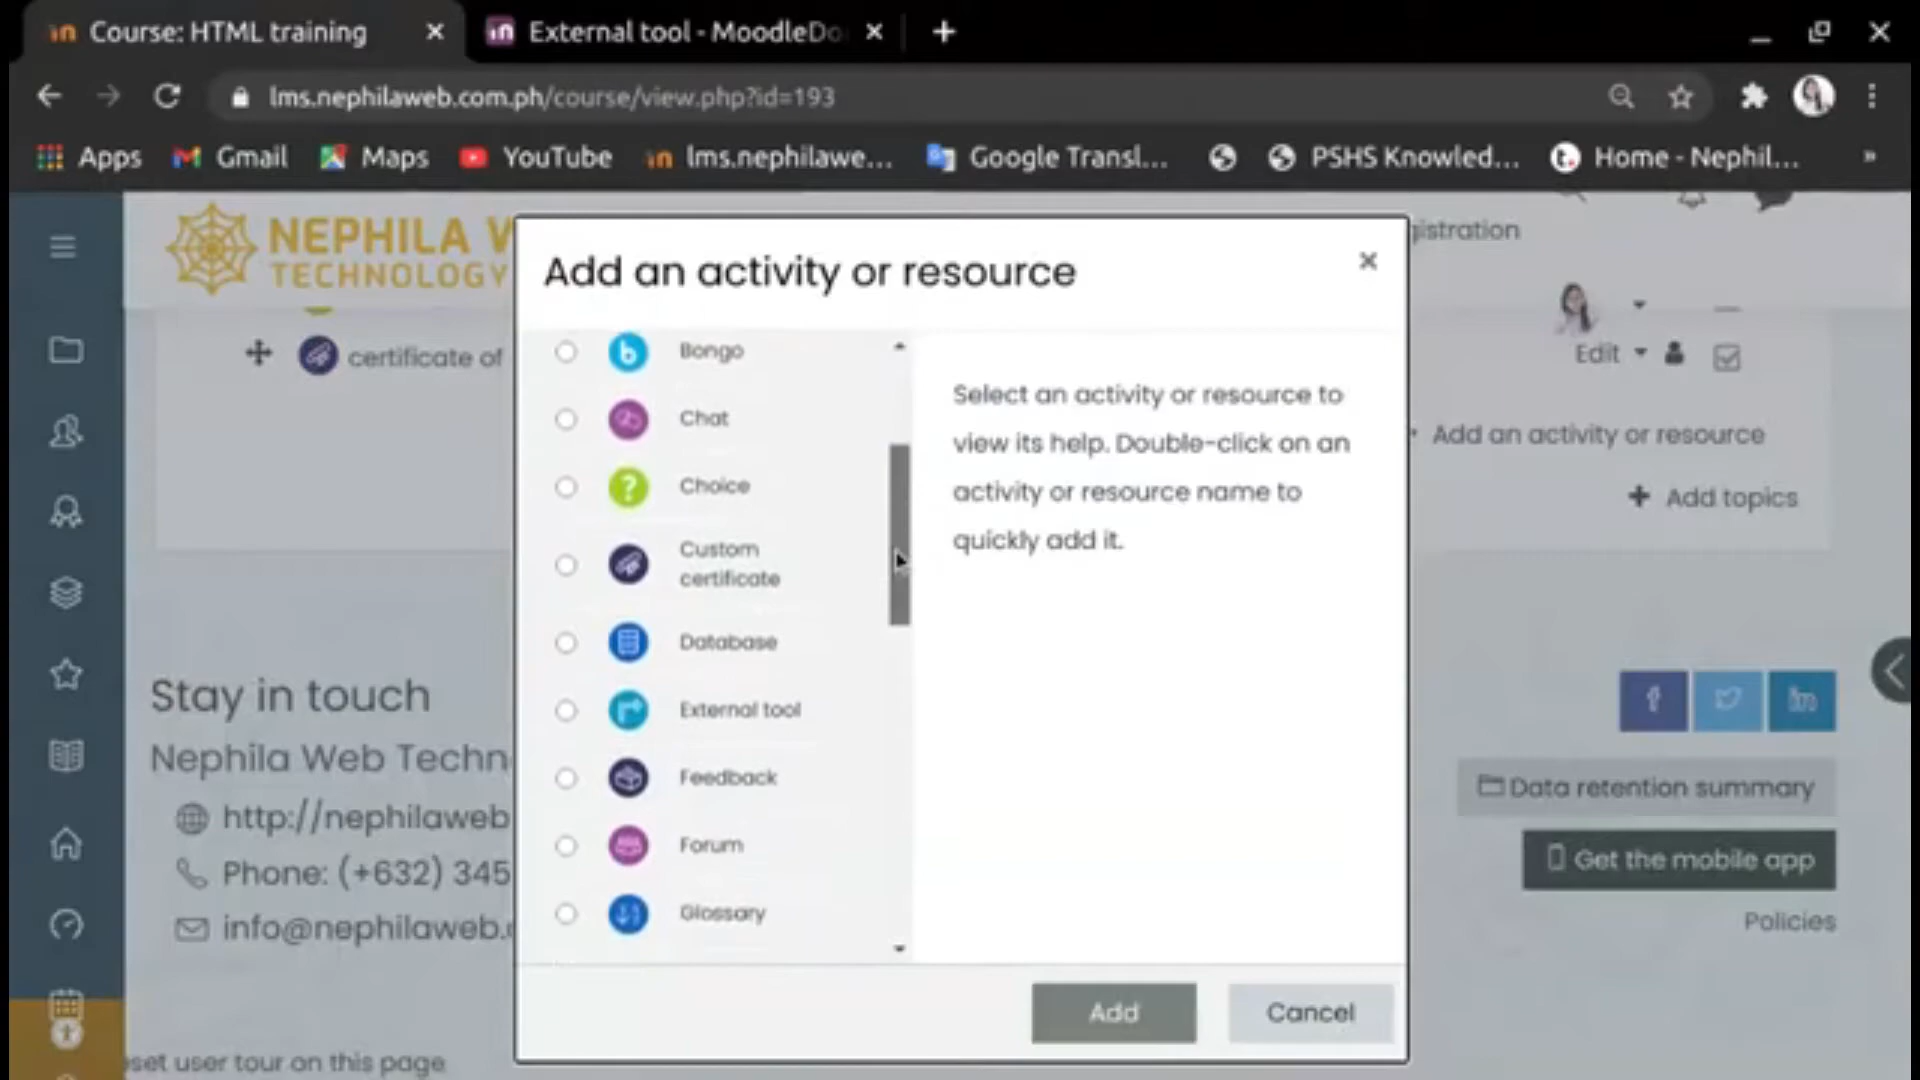 Course: HTML training
External tool - MoodleDo
lms.nephilaweb.com.ph/course/view.php?id=193
Apps
Gmail
Maps
YouTube
lms.nephilawe...
Google Transl...
PSHS Knowled...
Home - Nephil...
»
NEPHILA W
TECHNOLOGY
gistration
certificate of
Edit
Add an activity or resource
Add topics
Add an activity or resource
Bongo
Chat
Choice
Custom
certificate
Database
External tool
Feedback
Forum
Glossary
Select an activity or resource to
view its help. Double-click on an
activity or resource name to
quickly add it.
Add
Cancel
Stay in touch
Nephila Web Techn
http://nephilaweb
Phone: (+632) 345
info@nephilaweb.
Data retention summary
Get the mobile app
Policies
set user tour on this page